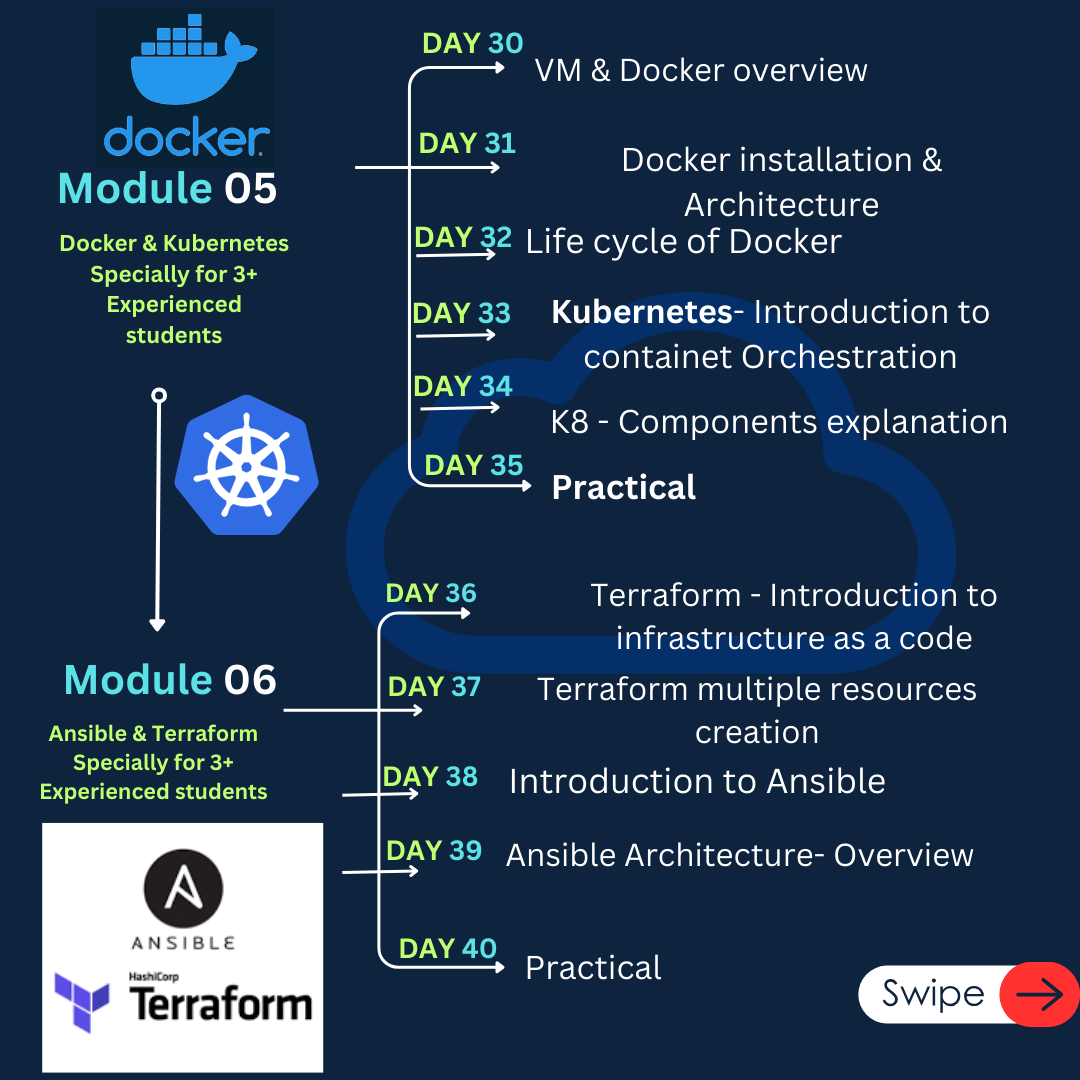 docker.
Module 05
Docker & Kubernetes
Specially for 3+
Experienced
students
DAY 30
VM & Docker overview
DAY 31
Docker installation &
Architecture
DAY 32
Life cycle of Docker
DAY 33
Kubernetes- Introduction to
containet Orchestration
DAY 34
K8 - Components explanation
DAY 35
Practical
Module 06
Ansible & Terraform
Specially for 3+
Experienced students
ANSIBLE
HashiCorp
Terraform
DAY 36
Terraform - Introduction to
infrastructure as a code
DAY 37
Terraform multiple resources
creation
DAY 38
Introduction to Ansible
DAY 39
Ansible Architecture- Overview
DAY 40
Practical
Swipe